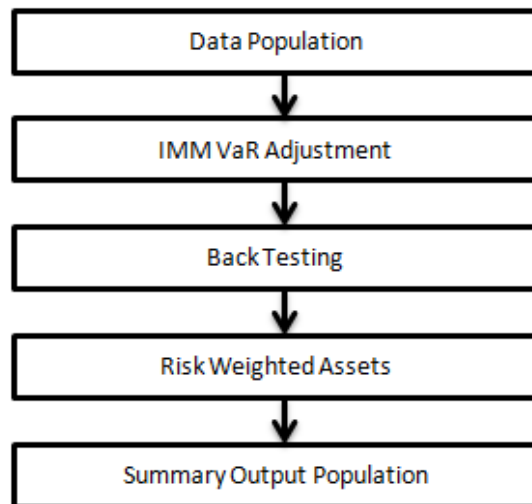 Data Population
IMM VaR Adjustment
Back Testing
Risk Weighted Assets
Summary Output Population